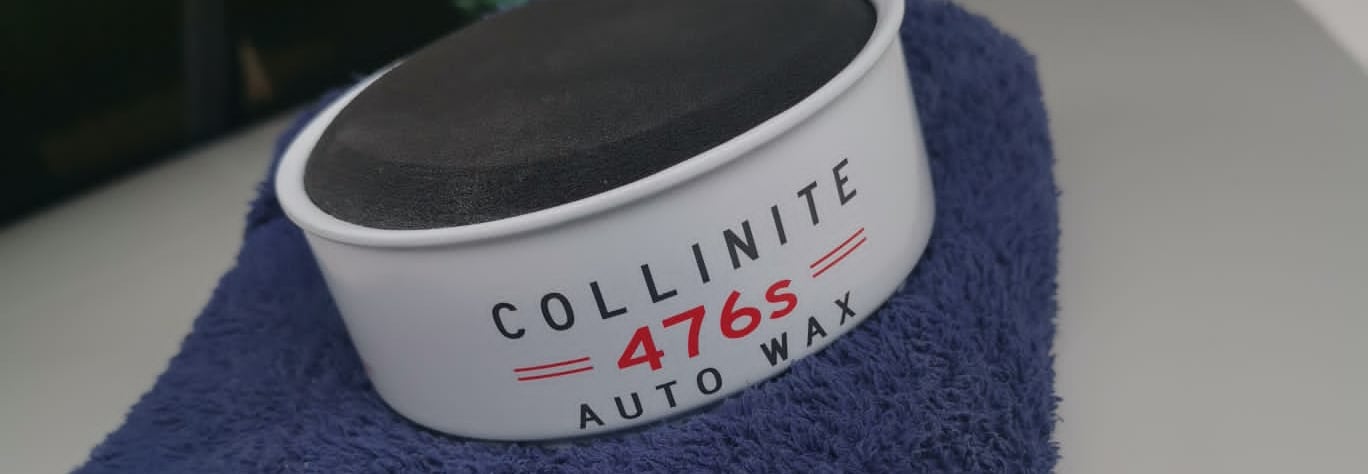 COLLINITE
476s
AUTO WAX